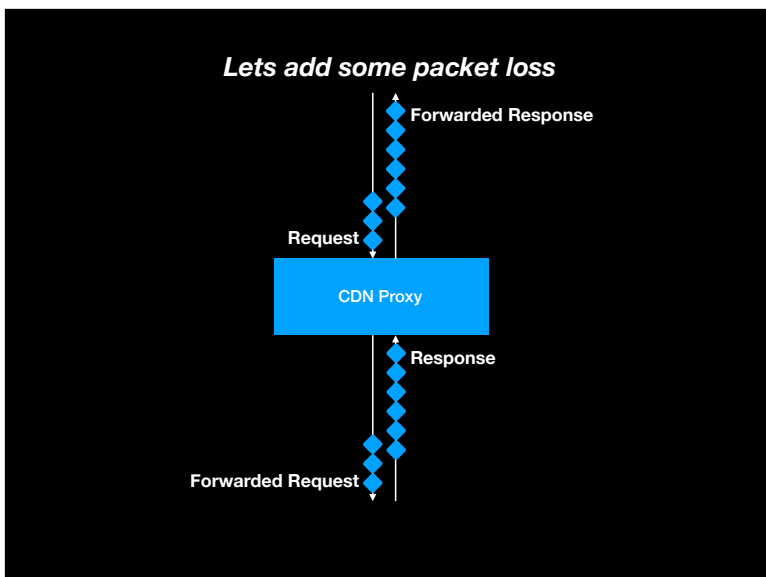 Lets add some packet loss
Forwarded Response
Request
CDN Proxy
Response
Forwarded Request